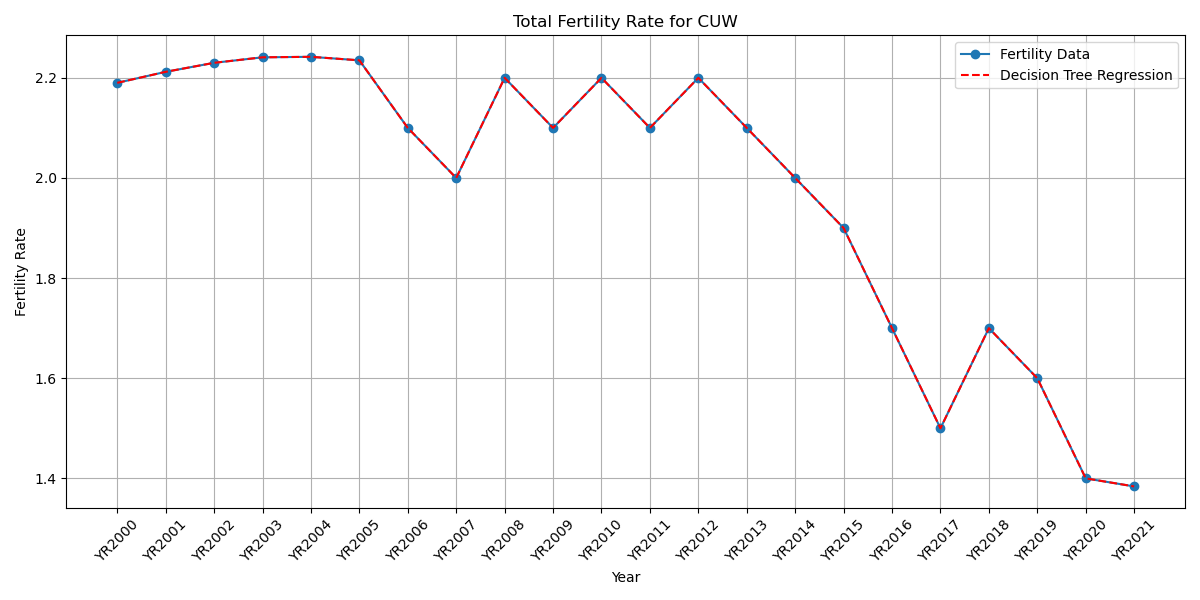 Total Fertility Rate for CUW
Fertility Data
Decision Tree Regression
Fertility Rate
2.2
2.0
1.8
1.6
1.4
YR2000
YR2001
YR2002
YR2003
YR2004
YR2005
YR2006
YR2007
YR2008
YR2009
YR2010
YR2011
YR2012
YR2013
YR2014
YR2015
YR2016
YR2017
YR2018
YR2019
YR2020
YR2021
Year